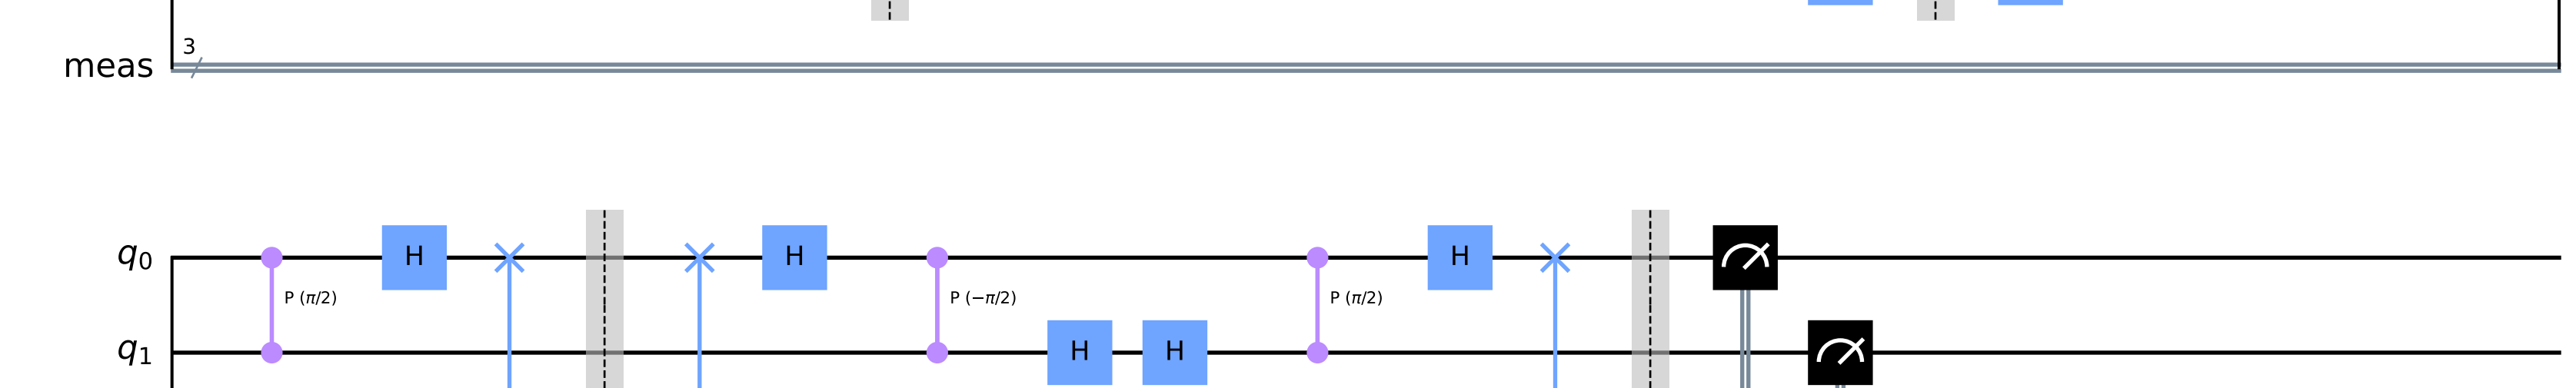 3
meas
q0 H H H
P (π/2) P (−π/2) P (π/2)
q1 H H